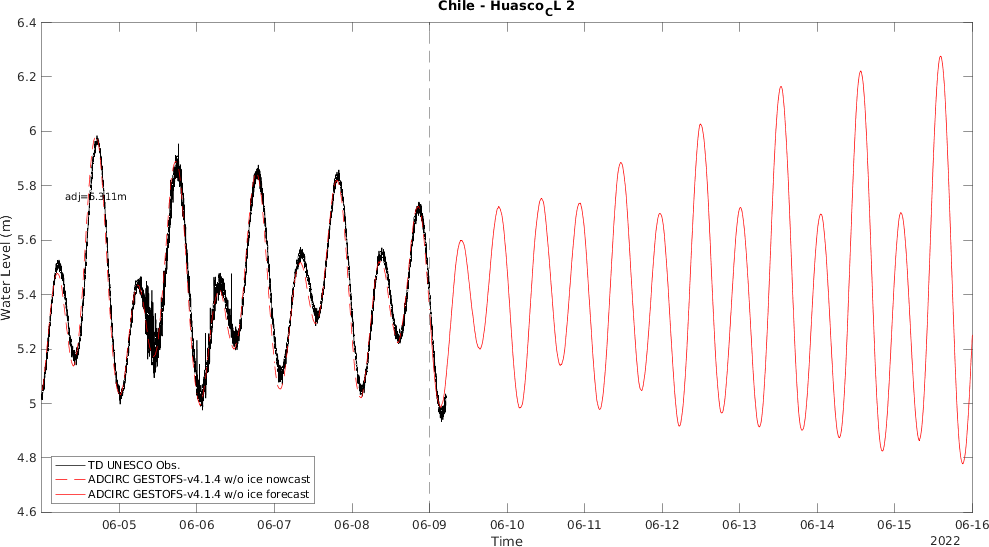 Chile - Huasco_CL 2
6.4
6.2
6
5.8
5.6
5.4
5.2
5
4.8
4.6
Water Level (m)
adj=6.311m
TD UNESCO Obs.
ADCIRC GESTOFS-v4.1.4 w/o ice nowcast
ADCIRC GESTOFS-v4.1.4 w/o ice forecast
06-05 06-06 06-07 06-08 06-09 06-10 06-11 06-12 06-13 06-14 06-15 06-16
Time
2022